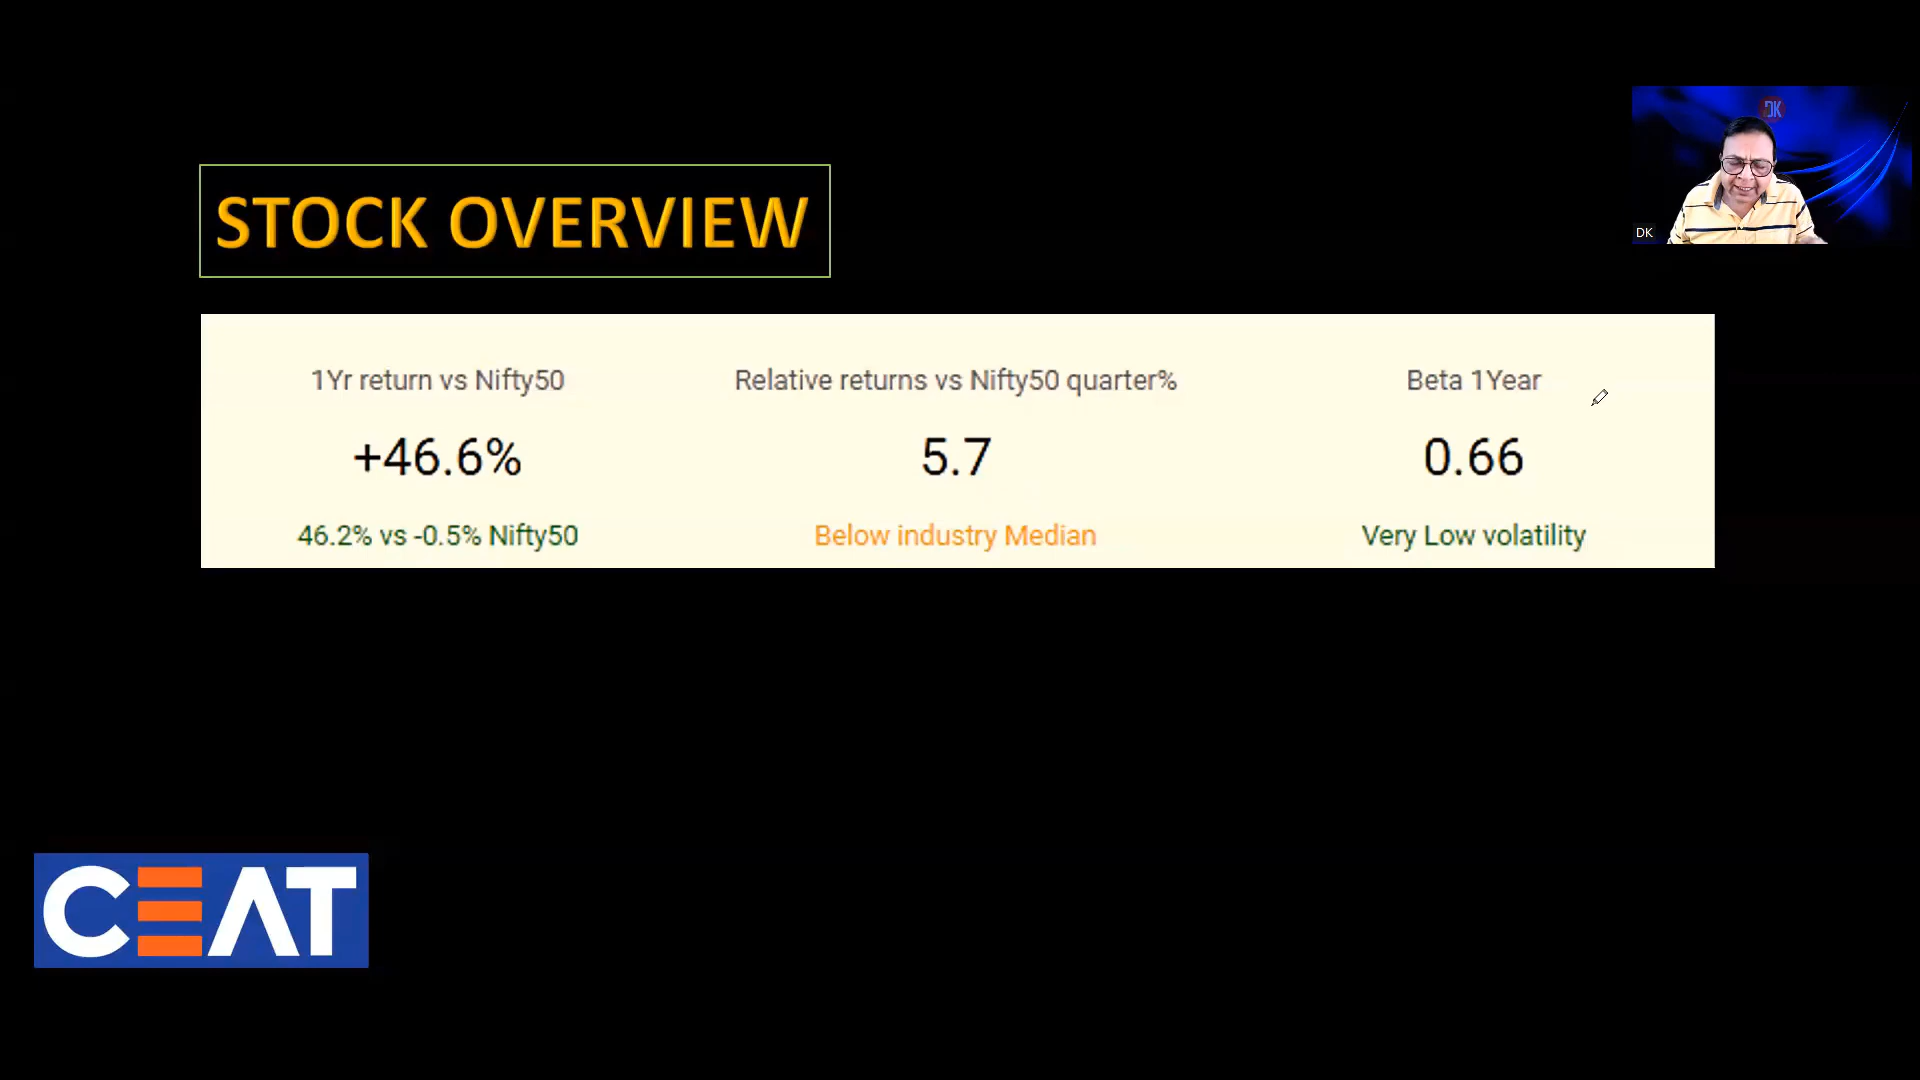 DK
DK
STOCK OVERVIEW
1Yr return vs Nifty50
+46.6%
46.2% vs -0.5% Nifty50
Relative returns vs Nifty50 quarter%
5.7
Below industry Median
Beta 1Year
0.66
Very Low volatility
CEAT